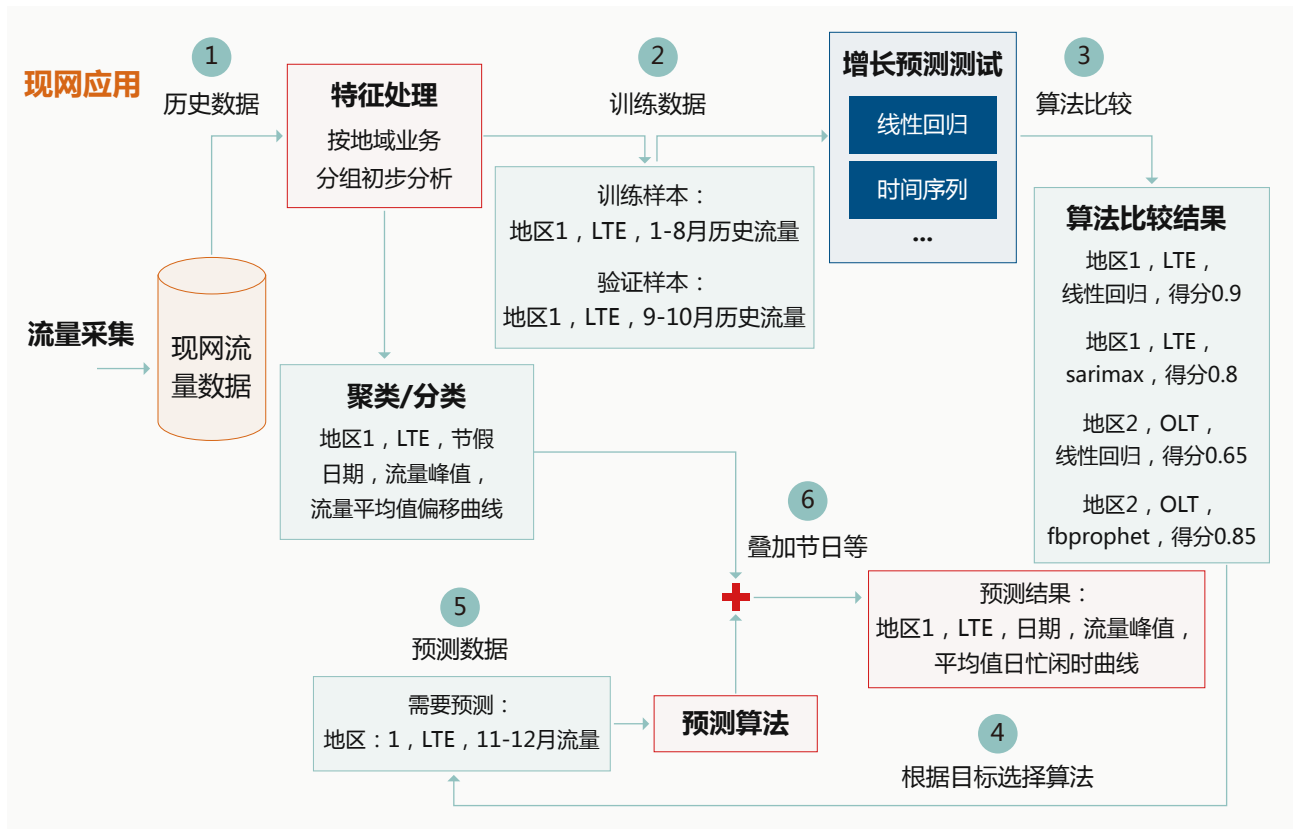 现网应用
1
历史数据
特征处理
按地域业务
分组初步分析
2
训练数据
训练样本：
地区1，LTE，1-8月历史流量
验证样本：
地区1，LTE，9-10月历史流量
增长预测测试
线性回归
时间序列
...
3
算法比较
算法比较结果
地区1，LTE，
线性回归，得分0.9
地区1，LTE，
sarimax，得分0.8
地区2，OLT，
线性回归，得分0.65
地区2，OLT，
fbprophet，得分0.85
流量采集
现网流
量数据
聚类/分类
地区1，LTE，节假
日期，流量峰值，
流量平均值偏移曲线
6
叠加节日等
预测结果：
地区1，LTE，日期，流量峰值，
平均值日忙闲时曲线
5
预测数据
需要预测：
地区：1，LTE，11-12月流量
预测算法
4
根据目标选择算法